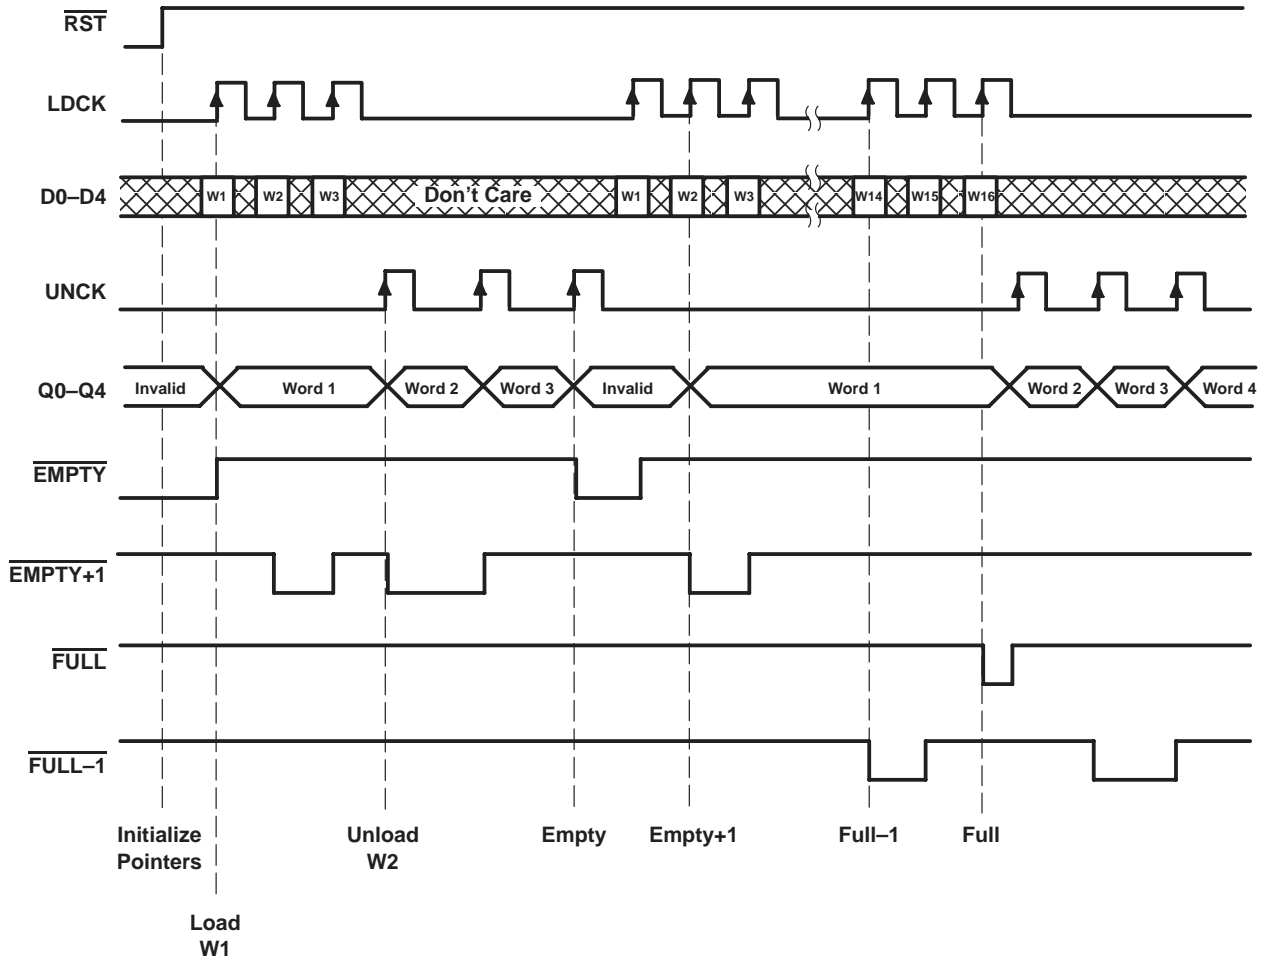 RST
LDCK
D0–D4 W1 W2 W3 Don't Care W1 W2 W3 W14 W15 W16
UNCK
Q0–Q4 Invalid Word 1 Word 2 Word 3 Invalid Word 1 Word 2 Word 3 Word 4
EMPTY
EMPTY+1
FULL
FULL–1
Initialize
Pointers
Load
W1
Unload
W2
Empty
Empty+1
Full–1
Full